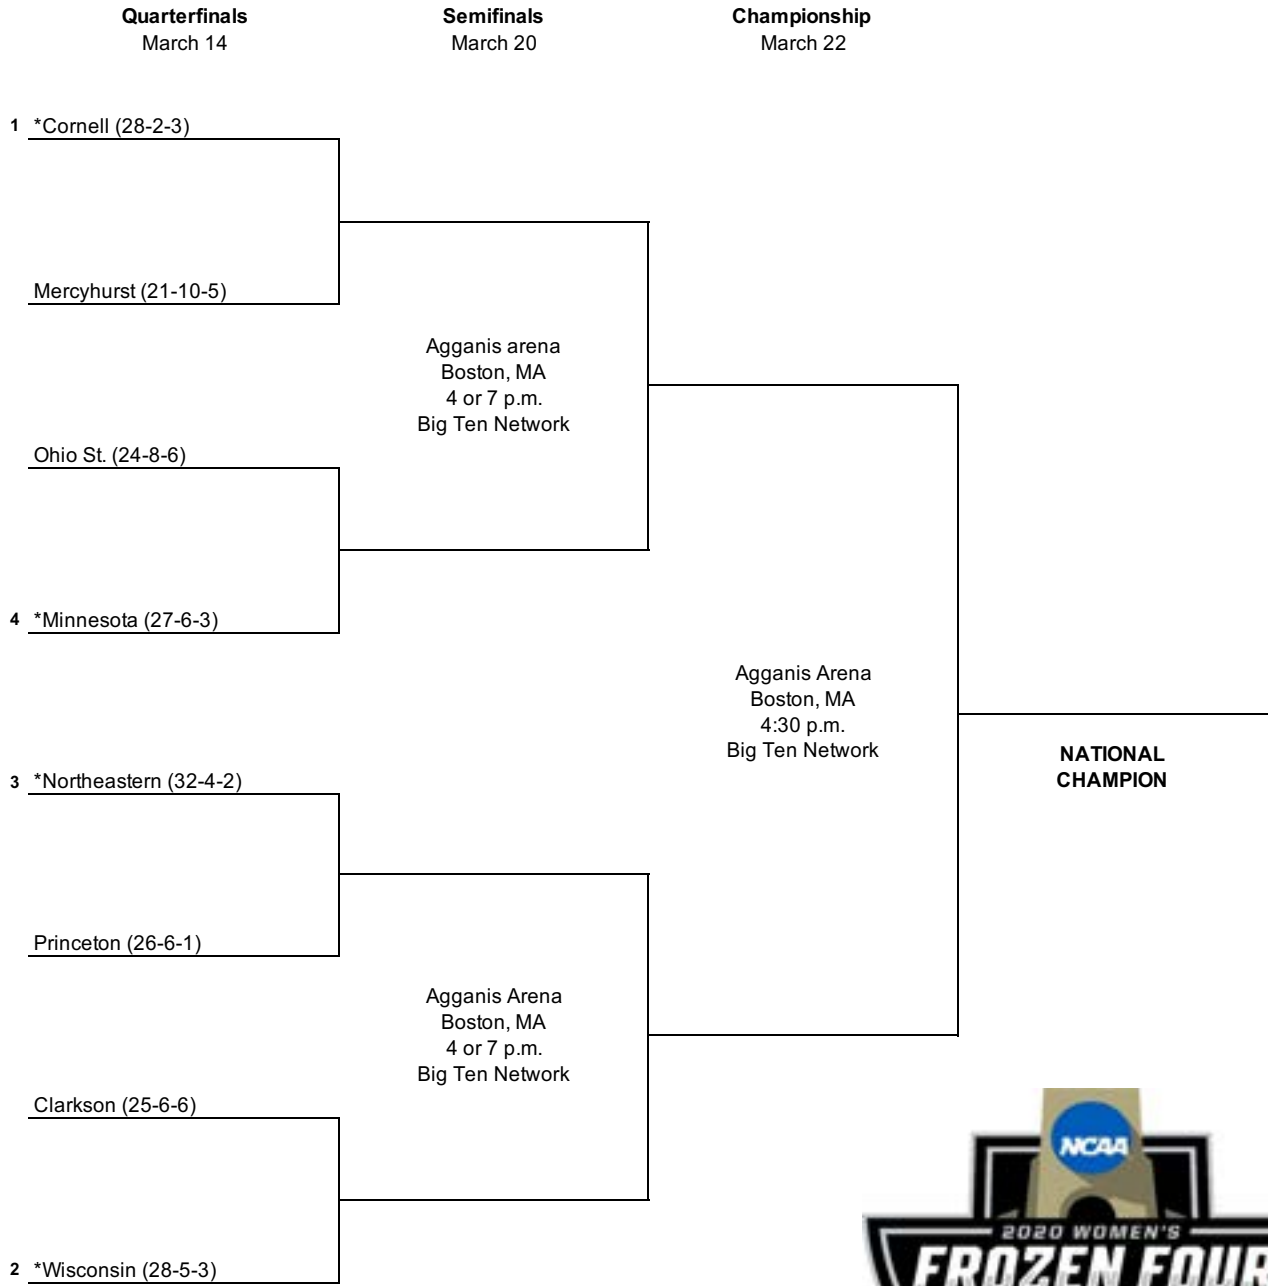 Quarterfinals
March 14
Semifinals
March 20
Championship
March 22
1 *Cornell (28-2-3)
Mercyhurst (21-10-5)
Agganis arena
Boston, MA
4 or 7 p.m.
Big Ten Network
Ohio St. (24-8-6)
4 *Minnesota (27-6-3)
Agganis Arena
Boston, MA
4:30 p.m.
Big Ten Network
NATIONAL
CHAMPION
3 *Northeastern (32-4-2)
Princeton (26-6-1)
Agganis Arena
Boston, MA
4 or 7 p.m.
Big Ten Network
Clarkson (25-6-6)
2 *Wisconsin (28-5-3)
NCAA
2020 WOMEN'S
FROZEN FOUR